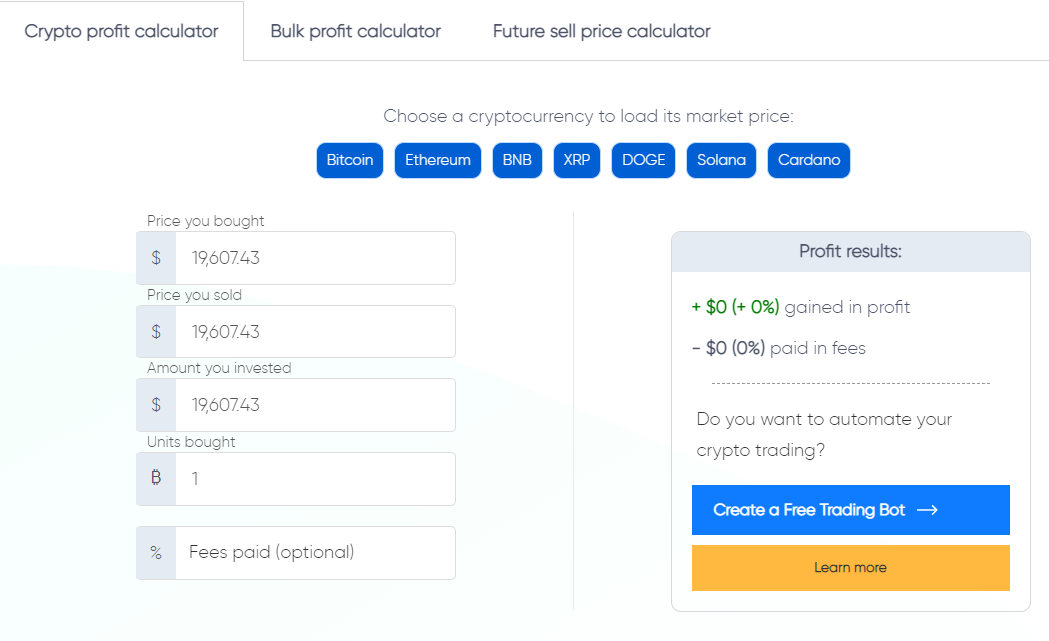 Crypto profit calculator
Bulk profit calculator
Future sell price calculator
Choose a cryptocurrency to load its market price:
Bitcoin
Ethereum
BNB
XRP
DOGE
Solana
Cardano
Price you bought
$ 19,607.43
Price you sold
$ 19,607.43
Amount you invested
$ 19,607.43
Units bought
₿ 1
% Fees paid (optional)
Profit results:
+ $0 (+ 0%) gained in profit
- $0 (0%) paid in fees
Do you want to automate your
crypto trading?
Create a Free Trading Bot →
Learn more